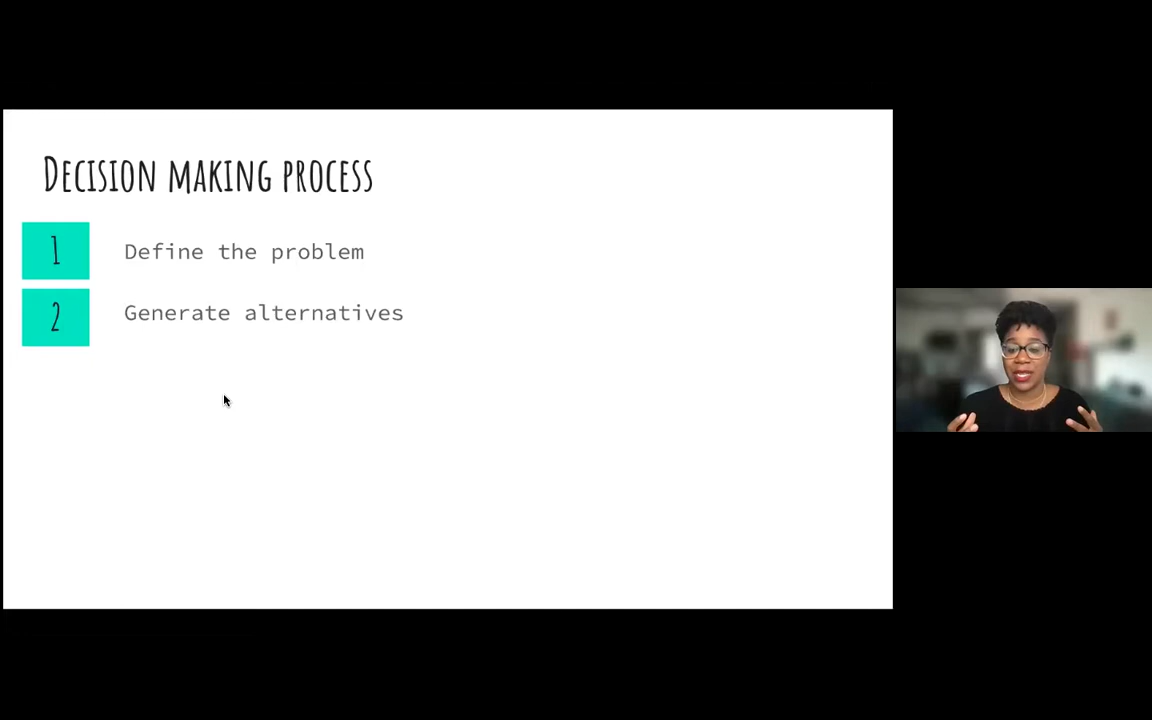 Decision making process
1
Define the problem
2
Generate alternatives